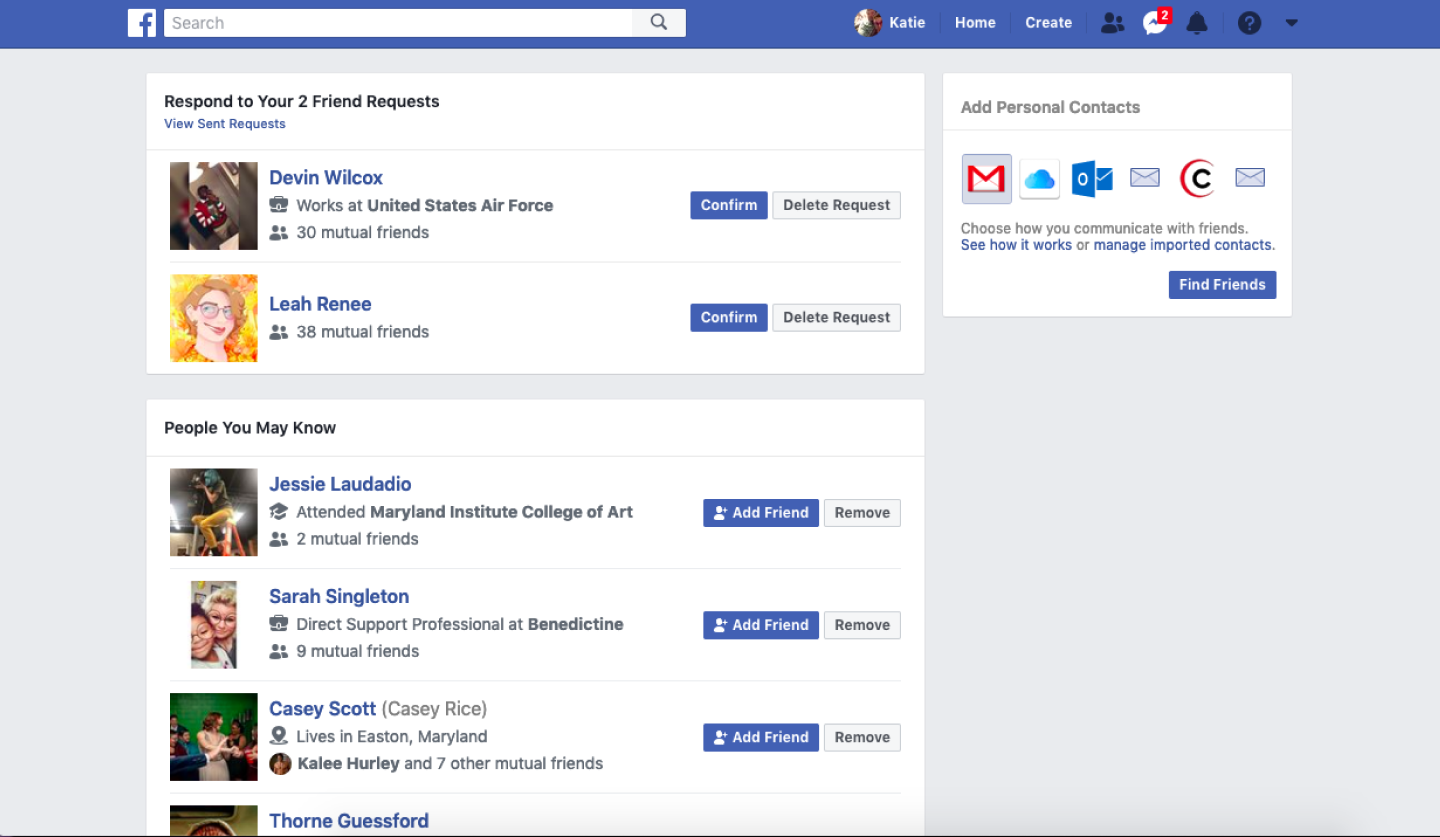 Search
Katie
Home
Create
2
Respond to Your 2 Friend Requests
View Sent Requests
Devin Wilcox
Works at United States Air Force
30 mutual friends
Confirm
Delete Request
Leah Renee
38 mutual friends
Confirm
Delete Request
People You May Know
Jessie Laudadio
Attended Maryland Institute College of Art
2 mutual friends
Add Friend
Remove
Sarah Singleton
Direct Support Professional at Benedictine
9 mutual friends
Add Friend
Remove
Casey Scott (Casey Rice)
Lives in Easton, Maryland
Kalee Hurley and 7 other mutual friends
Add Friend
Remove
Thorne Guessford
Add Personal Contacts
Choose how you communicate with friends.
See how it works or manage imported contacts.
Find Friends